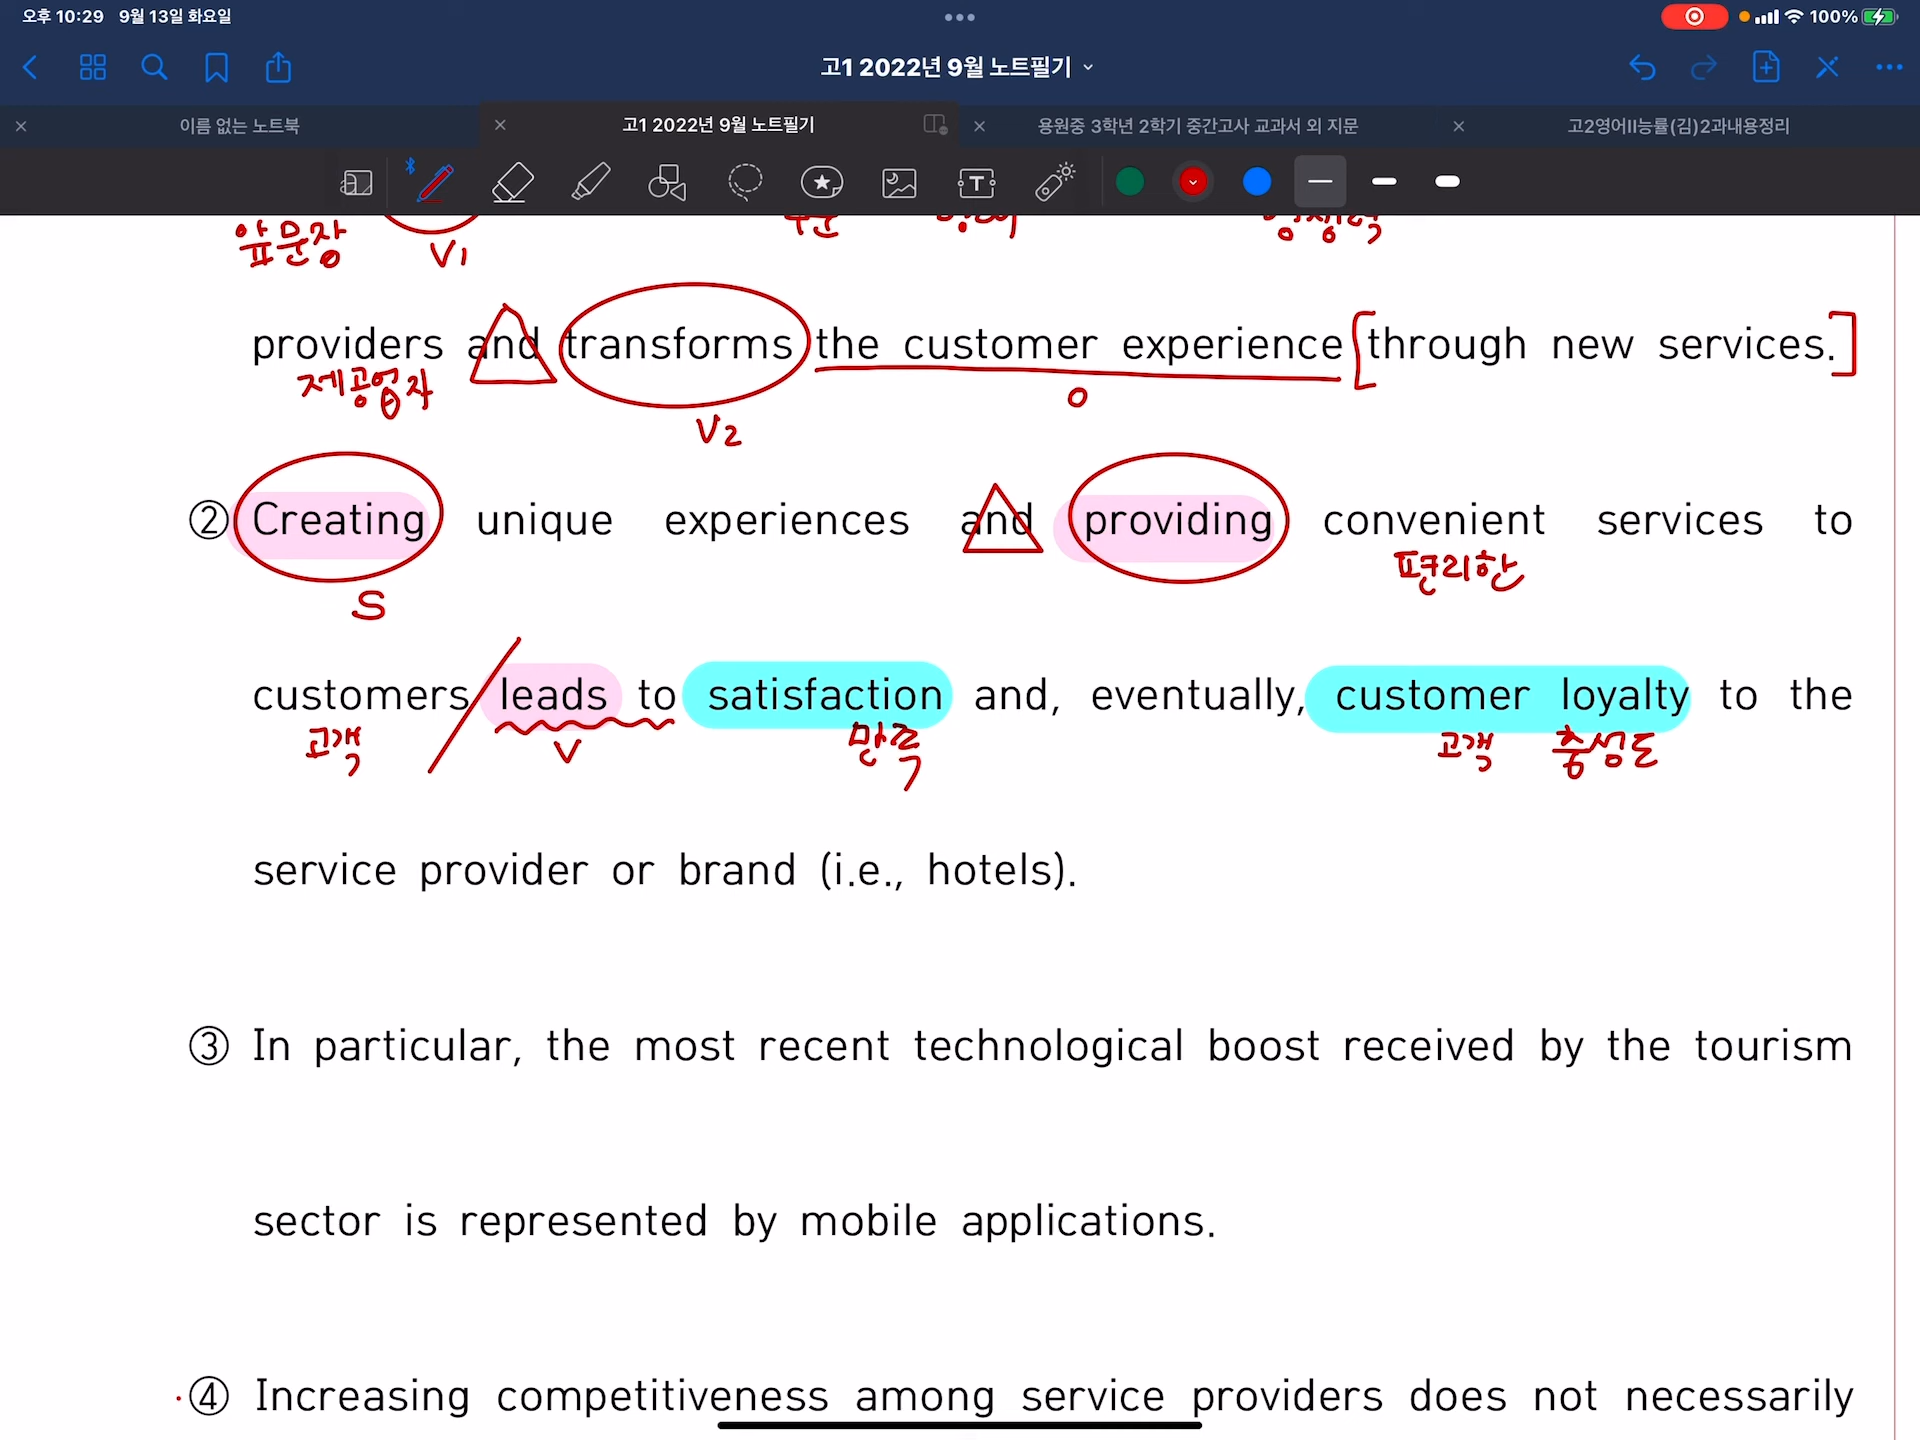 오후 10:29 9월 13일 화요일
100%
고1 2022년 9월 노트필기
이름 없는 노트북
고1 2022년 9월 노트필기
용원중 3학년 2학기 중간고사 교과서 외 지문
고2영어II능률(김)2과내용정리
앞문장 V1
providers and transforms the customer experience [through new services.]
제공업자 V2 O
② Creating unique experiences and providing convenient services to
S 편리한
customers / leads to satisfaction and, eventually, customer loyalty to the
고객 V 만족 고객 충성도
service provider or brand (i.e., hotels).
③ In particular, the most recent technological boost received by the tourism
sector is represented by mobile applications.
④ Increasing competitiveness among service providers does not necessarily